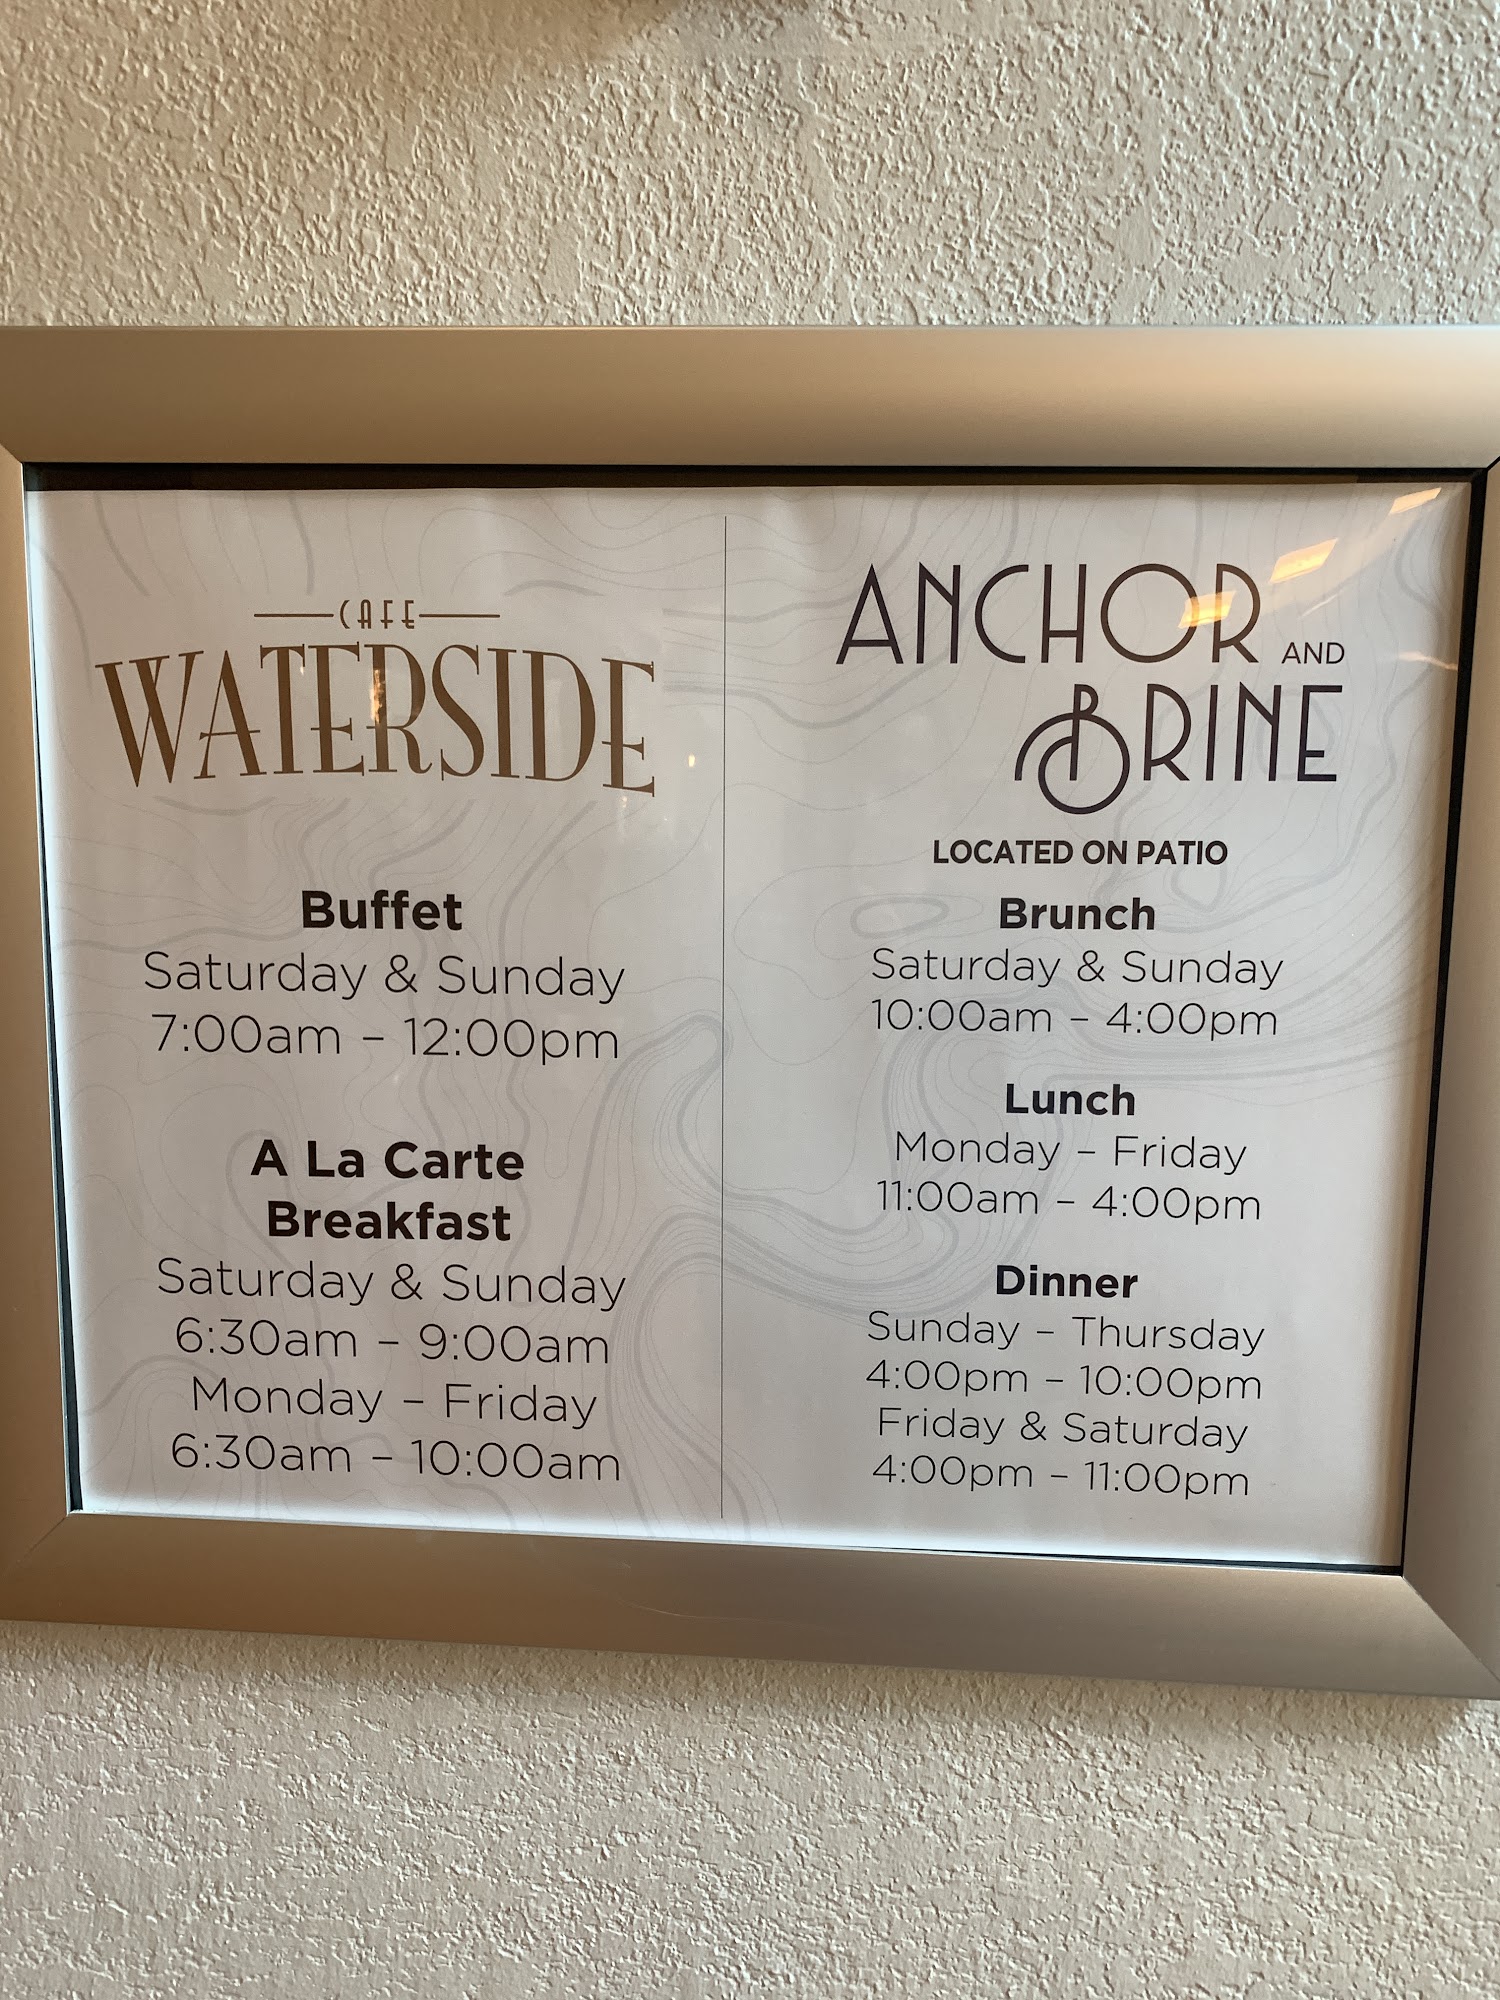 CAFE
WATERSIDE
Buffet
Saturday & Sunday
7:00am – 12:00pm
A La Carte
Breakfast
Saturday & Sunday
6:30am – 9:00am
Monday – Friday
6:30am – 10:00am
ANCHOR AND
BRINE
LOCATED ON PATIO
Brunch
Saturday & Sunday
10:00am – 4:00pm
Lunch
Monday – Friday
11:00am – 4:00pm
Dinner
Sunday – Thursday
4:00pm – 10:00pm
Friday & Saturday
4:00pm – 11:00pm